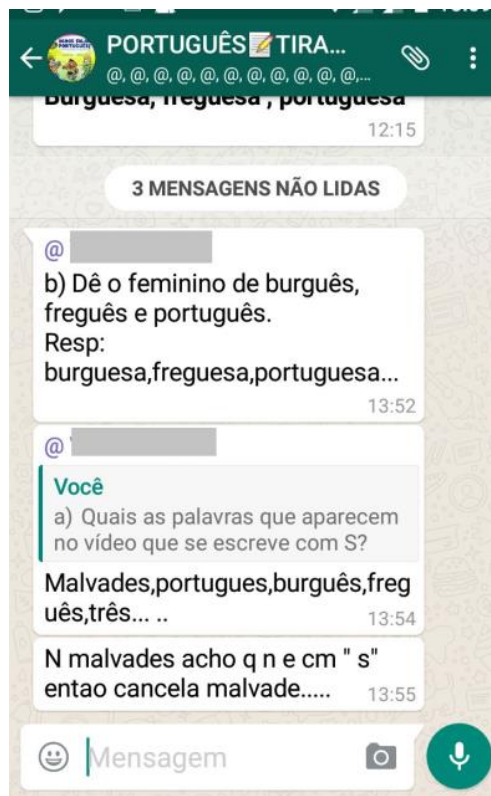 PORTUGUÊS📝TIRA...
@, @, @, @, @, @, @, @, @, @, @,...
Burguesa, freguesa , portuguesa
12:15
3 MENSAGENS NÃO LIDAS
@
b) Dê o feminino de burguês,
freguês e português.
Resp:
burguesa,freguesa,portuguesa...
13:52
@
Você
a) Quais as palavras que aparecem
no vídeo que se escreve com S?
Malvades,portugues,burguês,freg
uês,três... ..
13:54
N malvades acho q n e cm " s"
entao cancela malvade.....
13:55
Mensagem